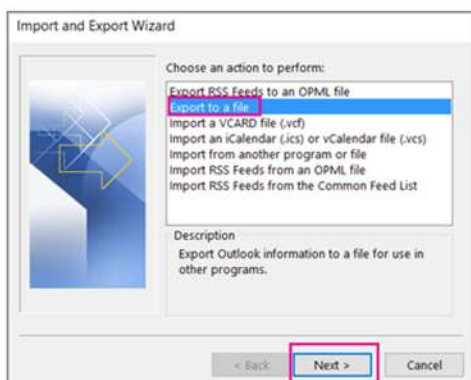 Import and Export Wizard
Choose an action to perform:
Export RSS Feeds to an OPML file
Export to a file
Import a VCARD file (.vcf)
Import an iCalendar (.ics) or vCalendar file (.vcs)
Import from another program or file
Import RSS Feeds from an OPML file
Import RSS Feeds from the Common Feed List
Description
Export Outlook information to a file for use in
other programs.
< Back Next > Cancel